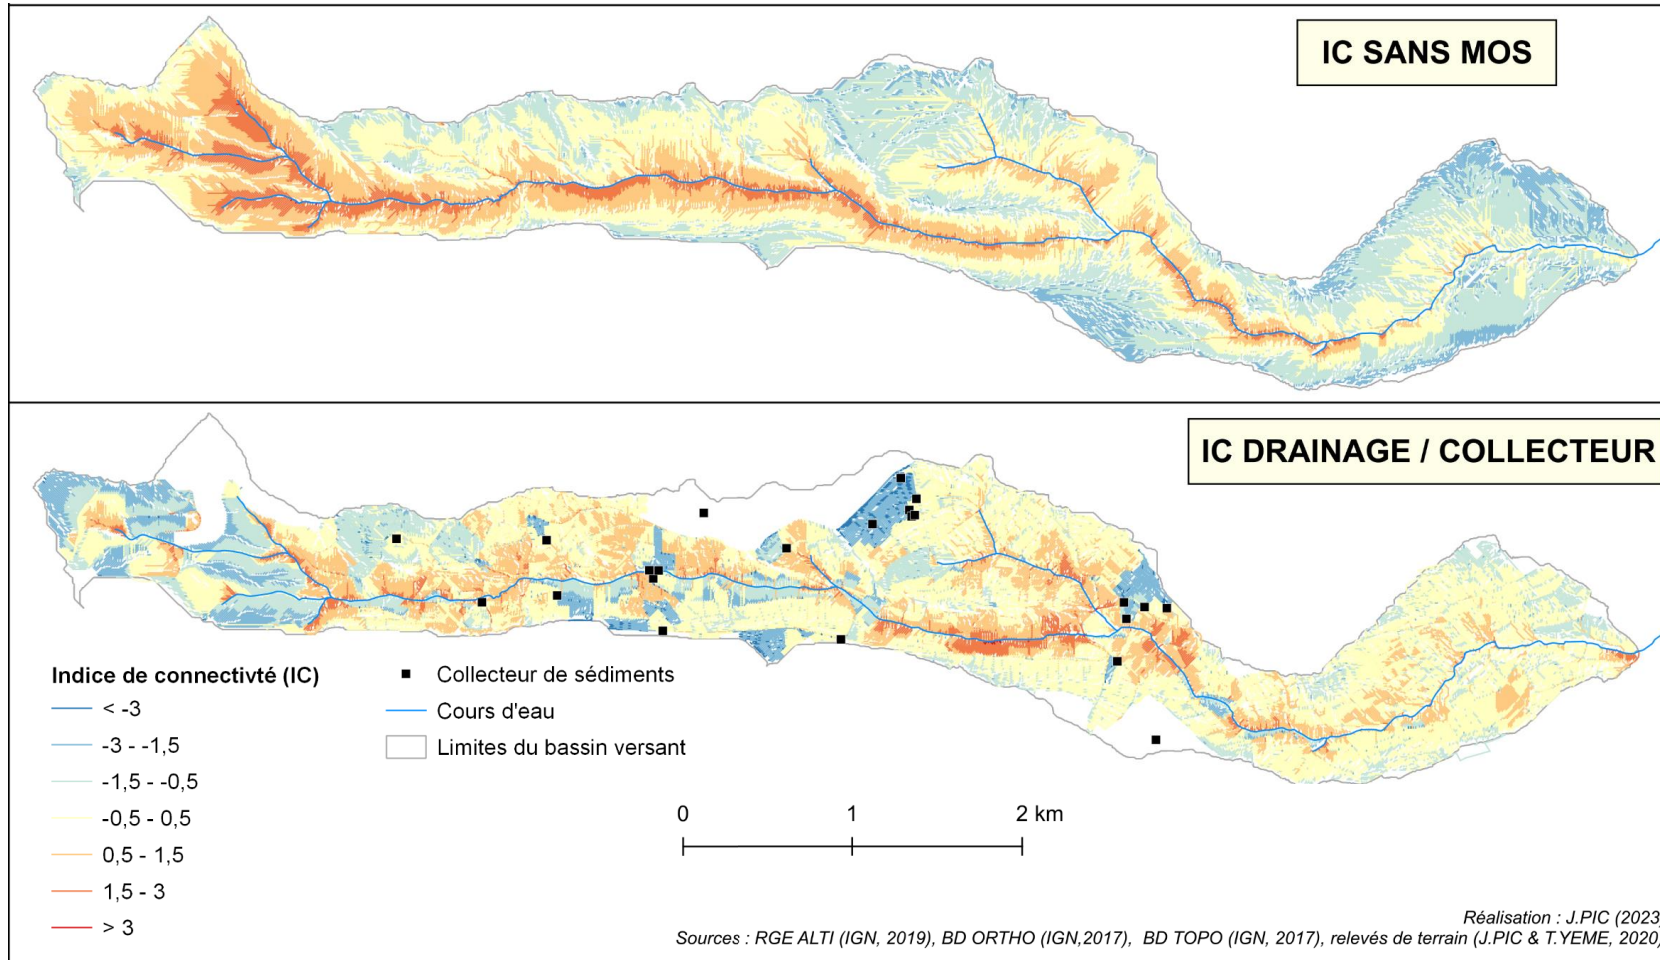 IC SANS MOS
IC DRAINAGE / COLLECTEUR
Indice de connectivté (IC)
< -3
-3 - -1,5
-1,5 - -0,5
-0,5 - 0,5
0,5 - 1,5
1,5 - 3
> 3
Collecteur de sédiments
Cours d'eau
Limites du bassin versant
0 1 2 km
Réalisation : J.PIC (2023)
Sources : RGE ALTI (IGN, 2019), BD ORTHO (IGN,2017), BD TOPO (IGN, 2017), relevés de terrain (J.PIC & T.YEME, 2020)